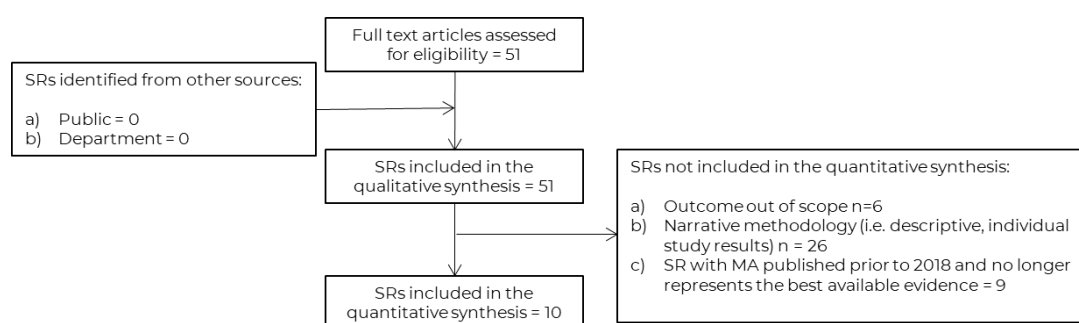 Full text articles assessed
for eligibility = 51
SRs identified from other sources:
a) Public = 0
b) Department = 0
SRs included in the
qualitative synthesis = 51
SRs not included in the quantitative synthesis:
a) Outcome out of scope n=6
b) Narrative methodology (i.e. descriptive, individual
study results) n = 26
c) SR with MA published prior to 2018 and no longer
represents the best available evidence = 9
SRs included in the
quantitative synthesis = 10